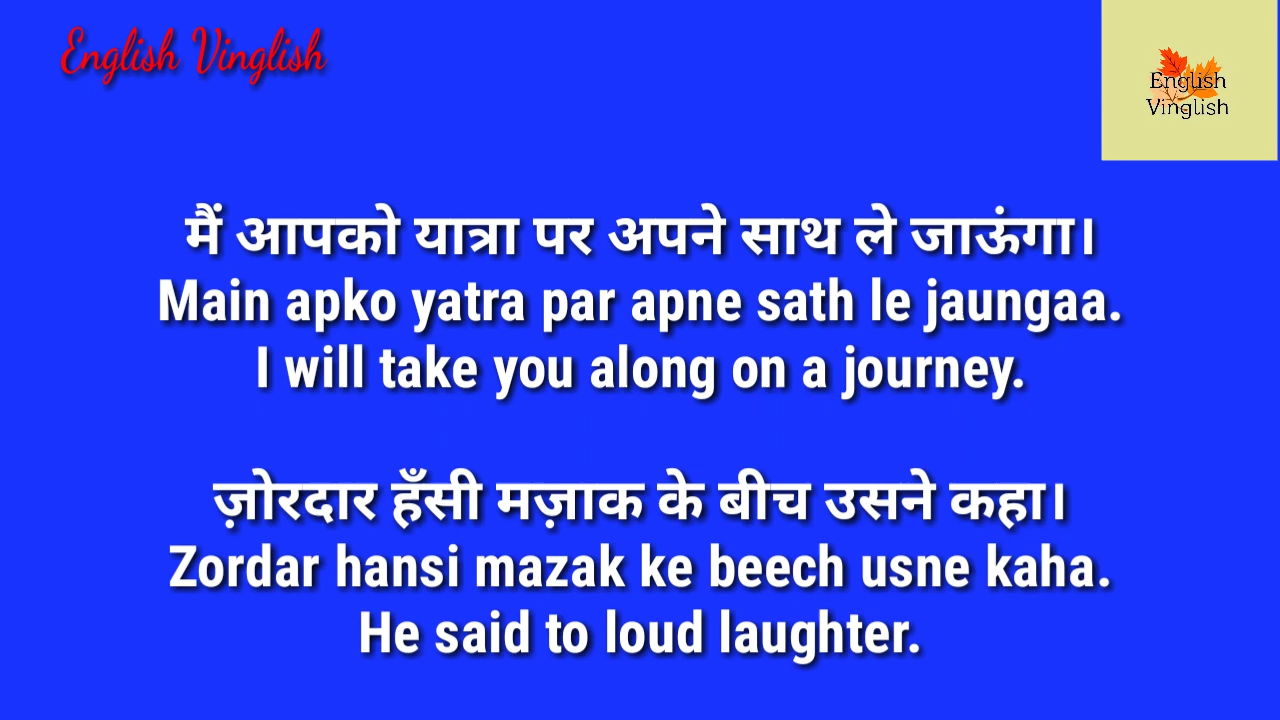 English Vinglish
English
Vinglish
मैं आपको यात्रा पर अपने साथ ले जाऊंगा।
Main apko yatra par apne sath le jaungaa.
I will take you along on a journey.
ज़ोरदार हँसी मज़ाक के बीच उसने कहा।
Zordar hansi mazak ke beech usne kaha.
He said to loud laughter.